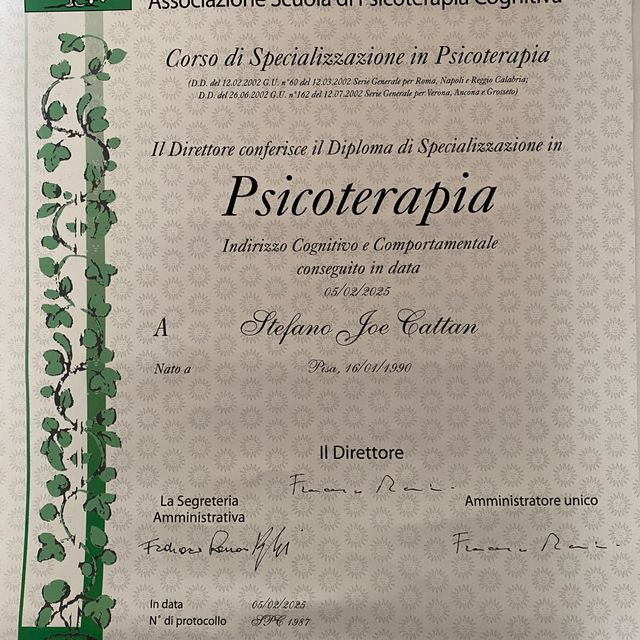 Associazione Scuola di Psicoterapia Cognitiva
Corso di Specializzazione in Psicoterapia
(D.D. del 12.02.2002 G.U. n°60 del 12.03.2002 Serie Generale per Roma, Napoli e Reggio Calabria;
D.D. del 26.06.2002 G.U. n°162 del 12.07.2002 Serie Generale per Verona, Ancona e Grosseto)
Il Direttore conferisce il Diploma di Specializzazione in
Psicoterapia
Indirizzo Cognitivo e Comportamentale
conseguito in data
05/02/2025
A Stefano Joe Cattan
Nato a Pisa, 16/01/1990
Il Direttore
La Segreteria
Amministrativa
Amministratore unico
In data 05/02/2025
N° di protocollo SPC 1987